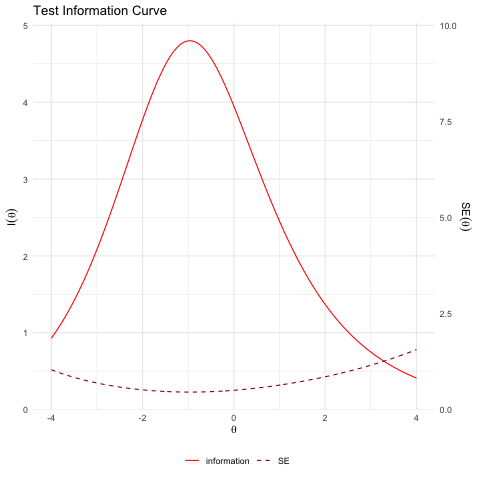 Test Information Curve
5
4
3
2
1
0
I(θ)
10.0
7.5
5.0
2.5
0.0
SE(θ)
-4 -2 0 2 4
θ
information SE